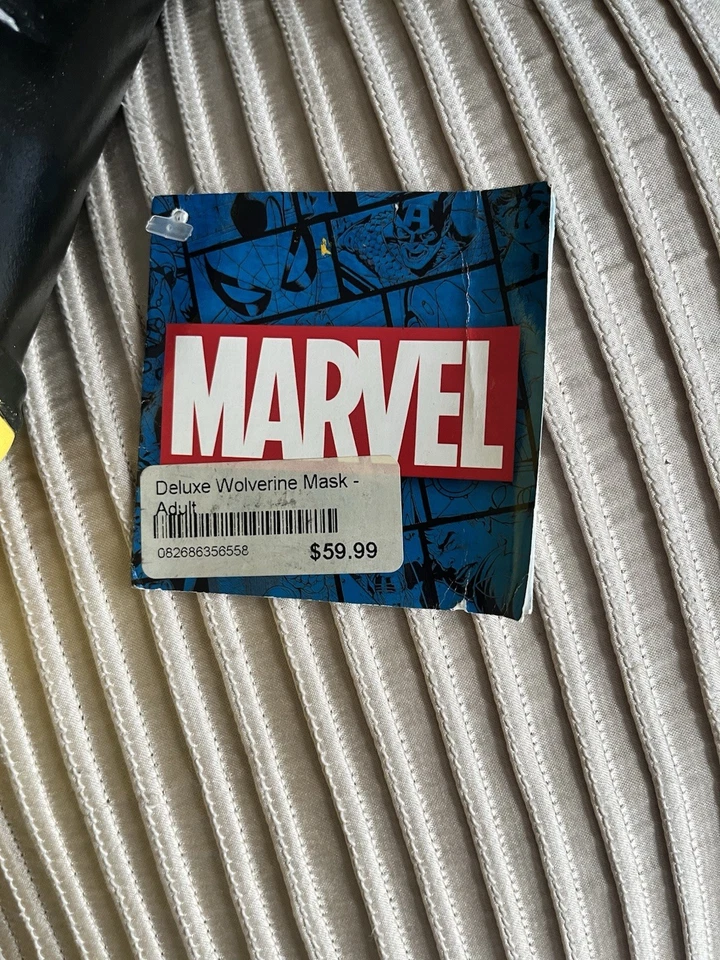 MARVEL
Deluxe Wolverine Mask -
Adult
082686356558
$59.99